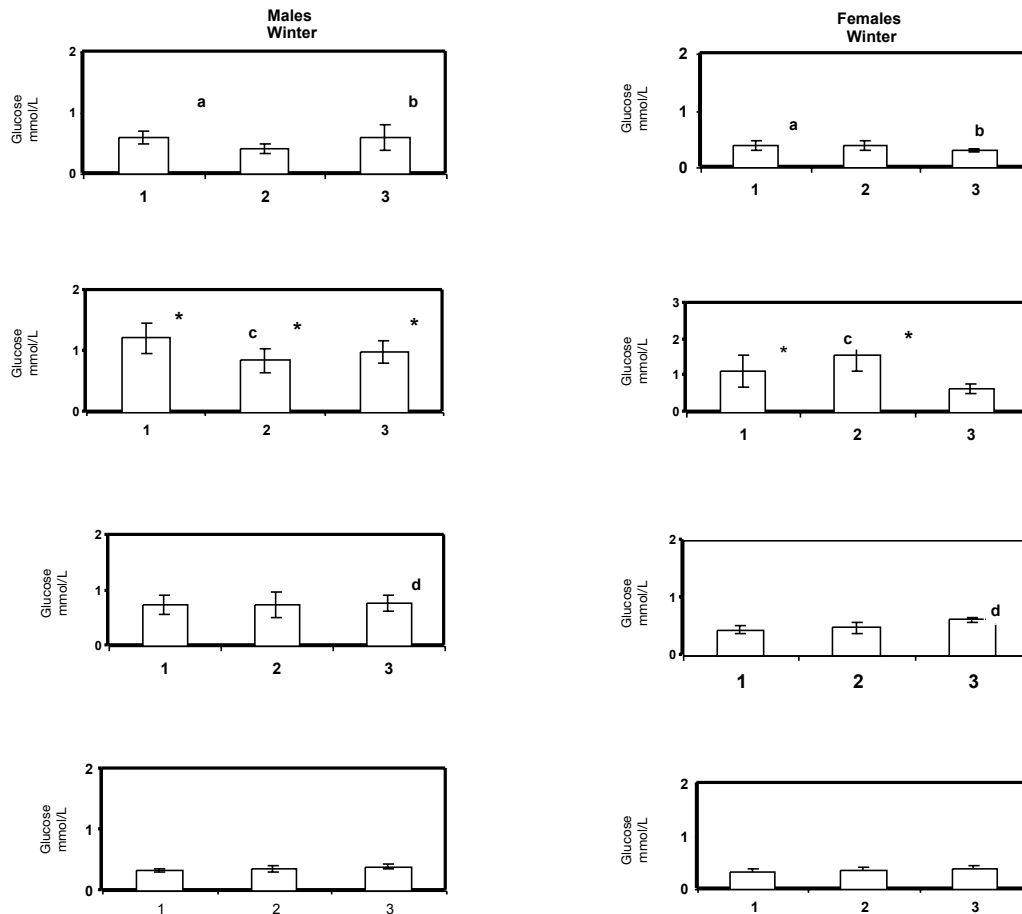 Males
Winter
Glucose
mmol/L
2
1
0
a
b
1 2 3
Females
Winter
Glucose
mmol/L
2
1
0
a
b
1 2 3
Glucose
mmol/L
2
1
0
*
c
*
*
1 2 3
Glucose
mmol/L
3
2
1
0
*
c
*
1 2 3
Glucose
mmol/L
2
1
0
d
1 2 3
Glucose
mmol/L
2
1
0
d
1 2 3
Glucose
mmol/L
2
1
0
1 2 3
Glucose
mmol/L
2
1
0
1 2 3